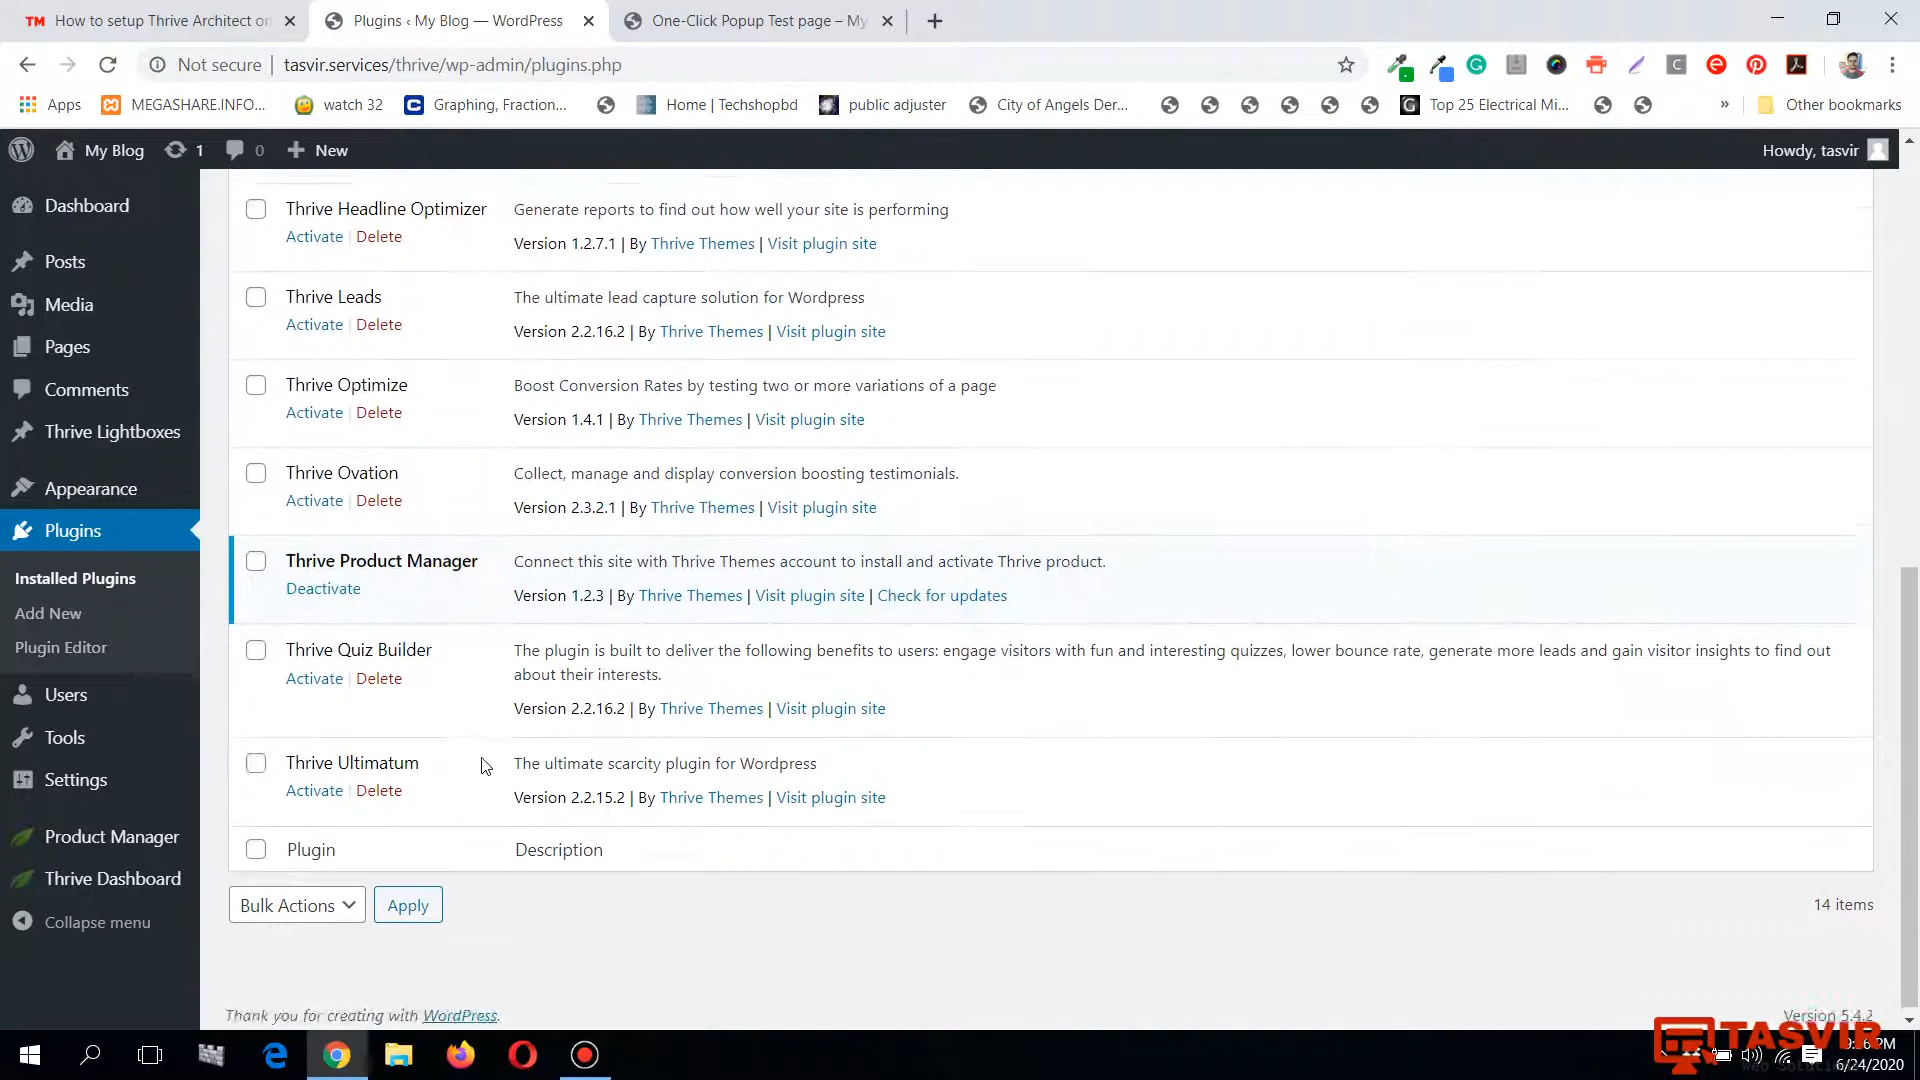 TM How to setup Thrive Architect on
Plugins ‹ My Blog — WordPress
One-Click Popup Test page – My
Not secure | tasvir.services/thrive/wp-admin/plugins.php
Apps
MEGASHARE.INFO...
watch 32
Graphing, Fraction...
Home | Techshopbd
public adjuster
City of Angels Der...
Top 25 Electrical Mi...
»
Other bookmarks
My Blog
1
0
New
Howdy, tasvir
Dashboard
Posts
Media
Pages
Comments
Thrive Lightboxes
Appearance
Plugins
Installed Plugins
Add New
Plugin Editor
Users
Tools
Settings
Product Manager
Thrive Dashboard
Collapse menu
Thrive Headline Optimizer
Activate | Delete
Generate reports to find out how well your site is performing
Version 1.2.7.1 | By Thrive Themes | Visit plugin site
Thrive Leads
Activate | Delete
The ultimate lead capture solution for Wordpress
Version 2.2.16.2 | By Thrive Themes | Visit plugin site
Thrive Optimize
Activate | Delete
Boost Conversion Rates by testing two or more variations of a page
Version 1.4.1 | By Thrive Themes | Visit plugin site
Thrive Ovation
Activate | Delete
Collect, manage and display conversion boosting testimonials.
Version 2.3.2.1 | By Thrive Themes | Visit plugin site
Thrive Product Manager
Deactivate
Connect this site with Thrive Themes account to install and activate Thrive product.
Version 1.2.3 | By Thrive Themes | Visit plugin site | Check for updates
Thrive Quiz Builder
Activate | Delete
The plugin is built to deliver the following benefits to users: engage visitors with fun and interesting quizzes, lower bounce rate, generate more leads and gain visitor insights to find out
about their interests.
Version 2.2.16.2 | By Thrive Themes | Visit plugin site
Thrive Ultimatum
Activate | Delete
The ultimate scarcity plugin for Wordpress
Version 2.2.15.2 | By Thrive Themes | Visit plugin site
Plugin
Description
Bulk Actions
Apply
14 items
Thank you for creating with WordPress.
Version 5.4.2
TASVIR
PM
6/24/2020